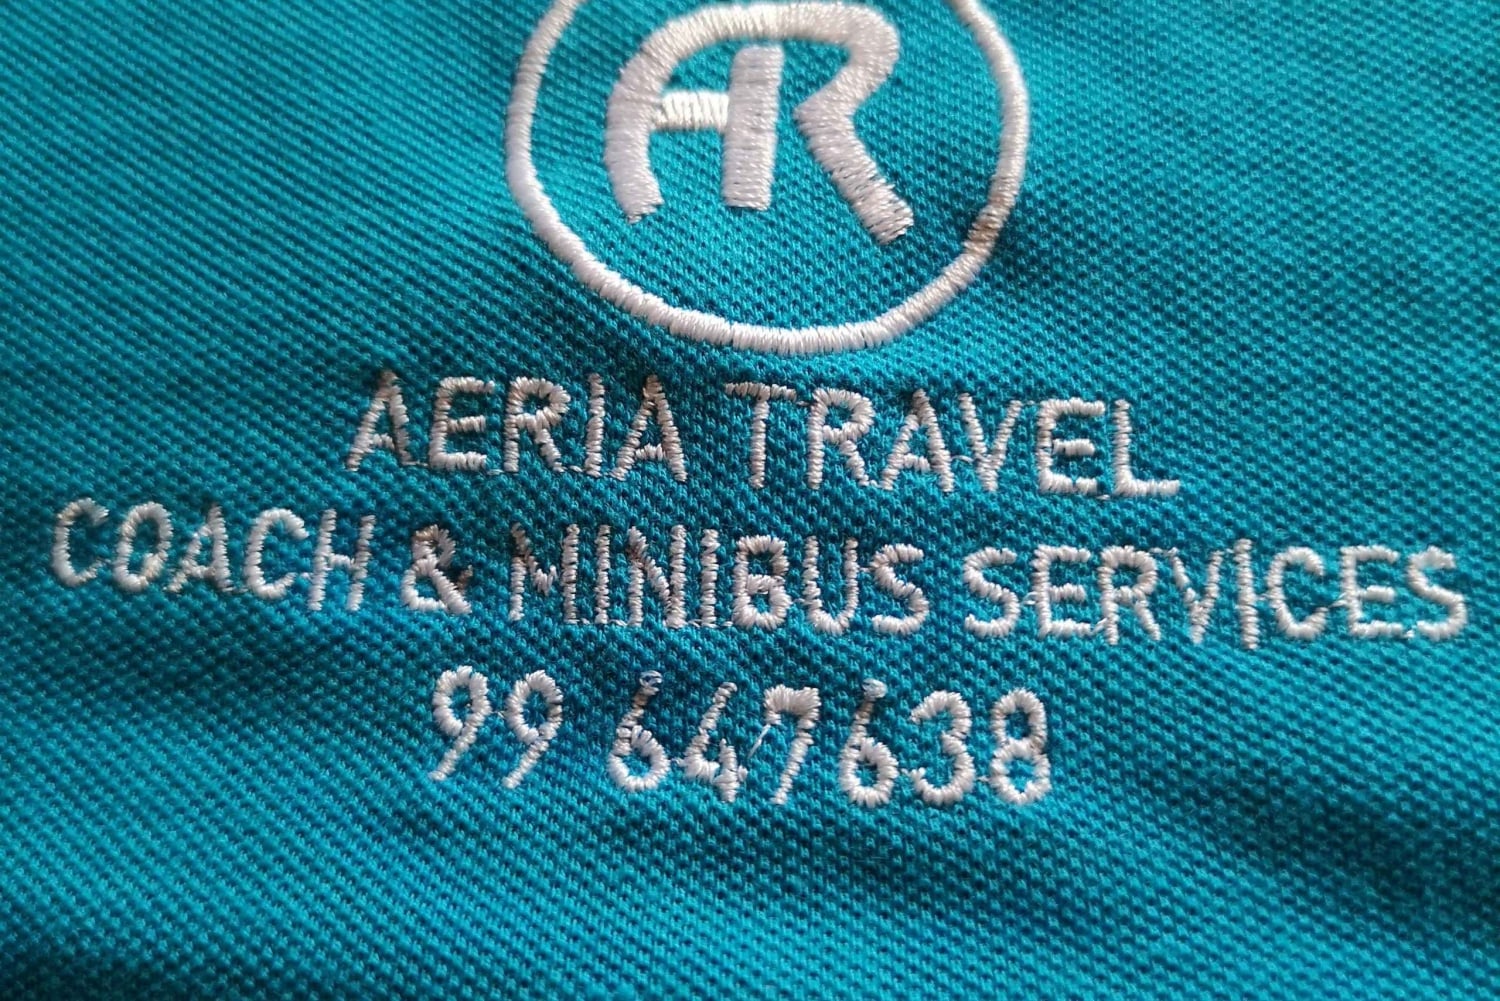 AR
AERIA TRAVEL
COACH & MINIBUS SERVICES
99 647638